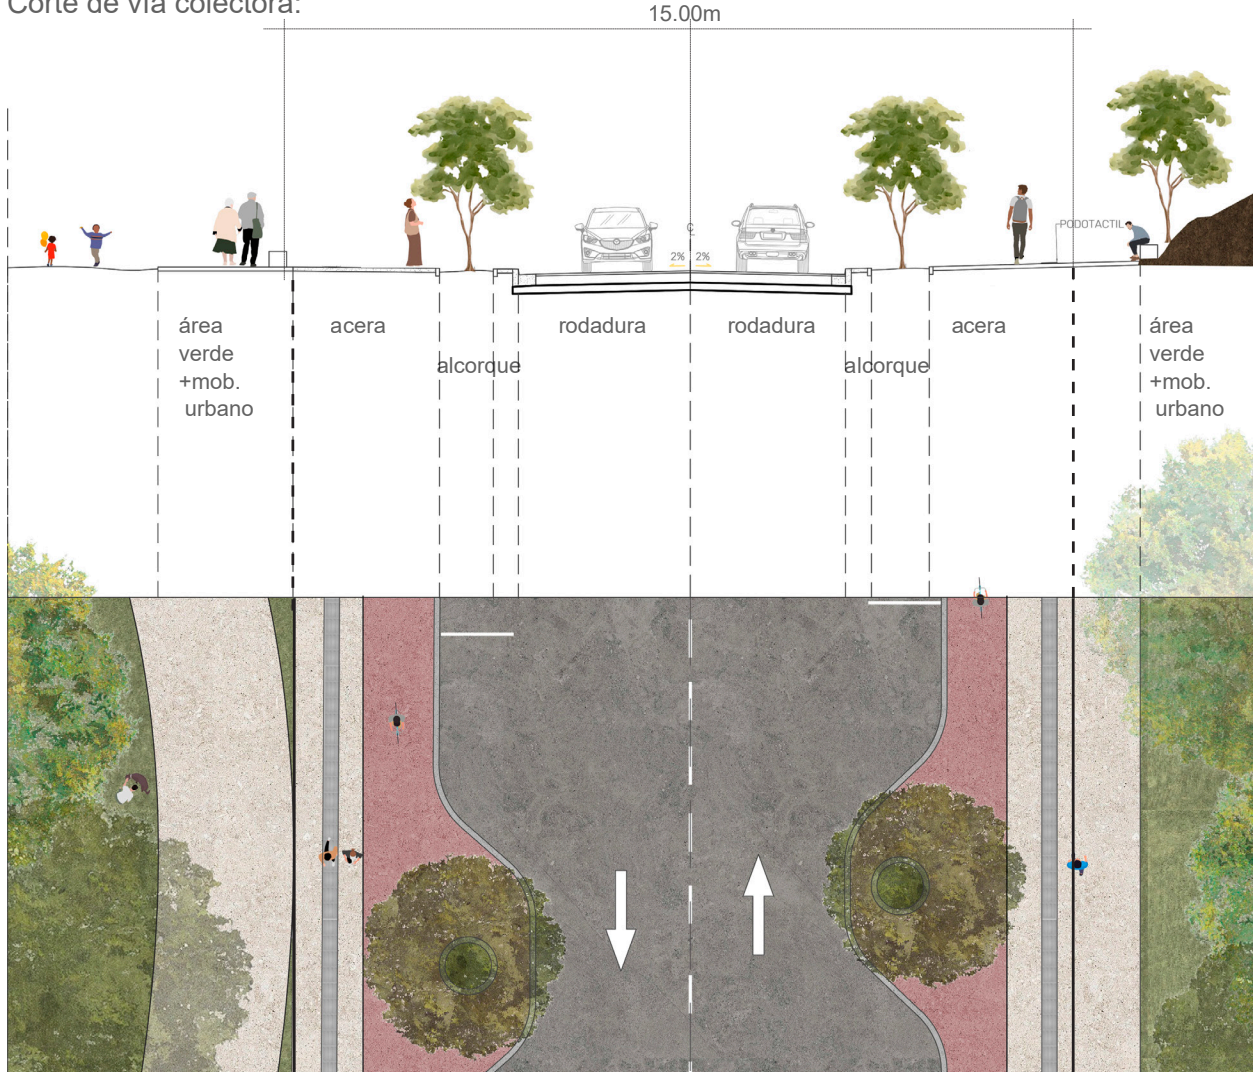 Corte de vía colectora:
15.00m
PODOTACTIL
℄
2% 2%
área
verde
+mob.
urbano
acera
alcorque
rodadura
rodadura
alcorque
acera
área
verde
+mob.
urbano